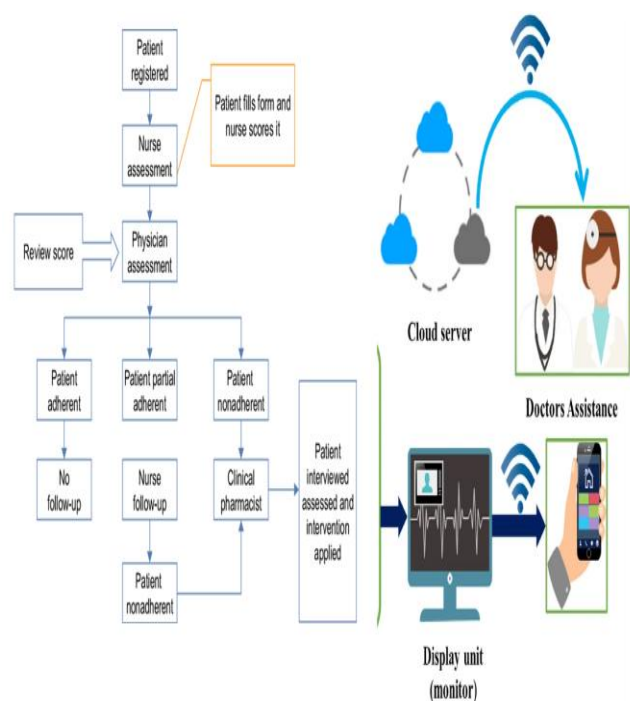 Patient
registered
Patient fills form and
nurse scores it
Nurse
assessment
Review score
Physician
assessment
Patient
adherent
Patient partial
adherent
Patient
nonadherent
No
follow-up
Nurse
follow-up
Clinical
pharmacist
Patient
nonadherent
Patient
interviewed
assessed and
intervention
applied
Cloud server
Doctors Assistance
Display unit
(monitor)